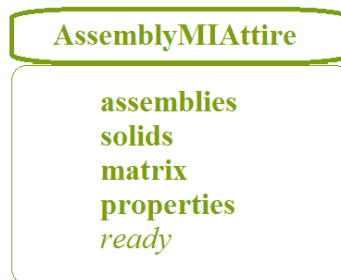 AssemblyMIAttire
assemblies
solids
matrix
properties
ready